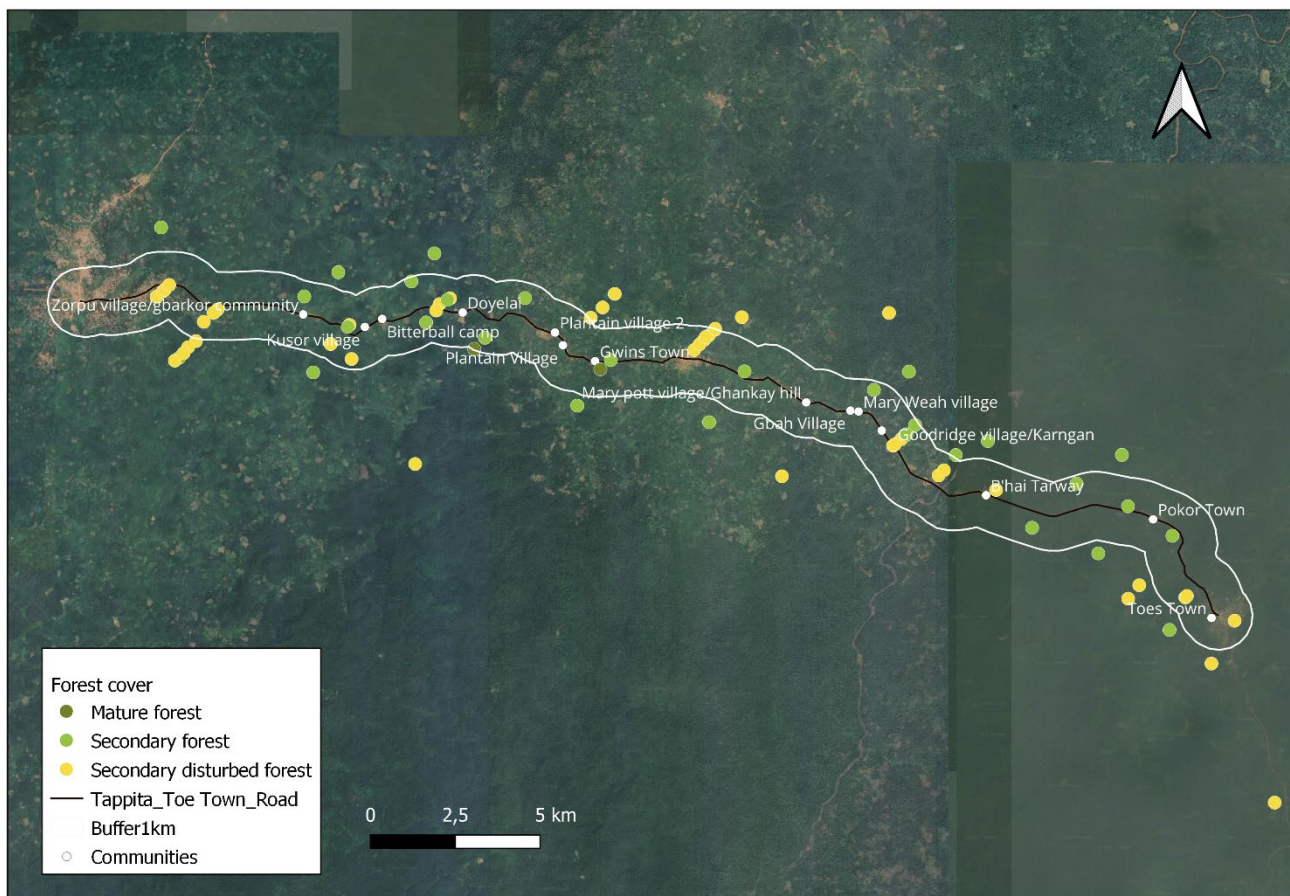 Zorpu village/gbarkor community
Kusor village
Bitterball camp
Doyelai
Plantain village 2
Plantain Village
Gwins Town
Mary pott village/Ghankay hill
Mary Weah village
Gbah Village
Goodridge village/Karngan
B'hai Tarway
Pokor Town
Toes Town
Forest cover
Mature forest
Secondary forest
Secondary disturbed forest
Tappita_Toe Town_Road
Buffer1km
Communities
0 2,5 5 km